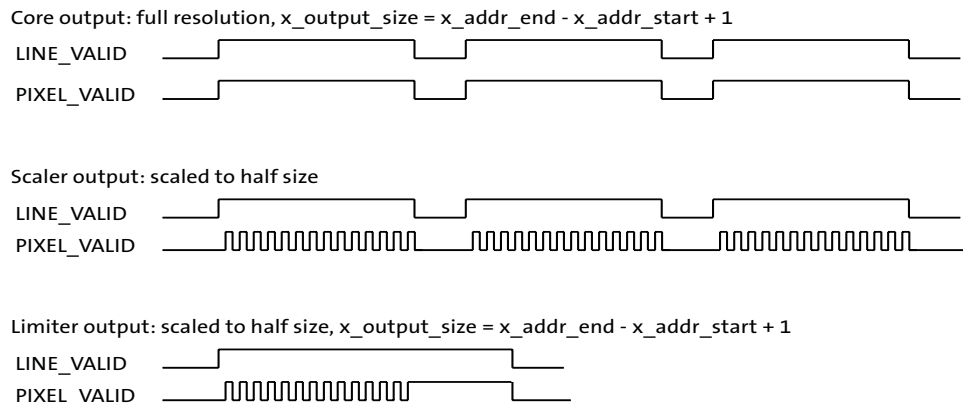 Core output: full resolution, x_output_size = x_addr_end - x_addr_start + 1
LINE_VALID
PIXEL_VALID
Scaler output: scaled to half size
LINE_VALID
PIXEL_VALID
Limiter output: scaled to half size, x_output_size = x_addr_end - x_addr_start + 1
LINE_VALID
PIXEL_VALID